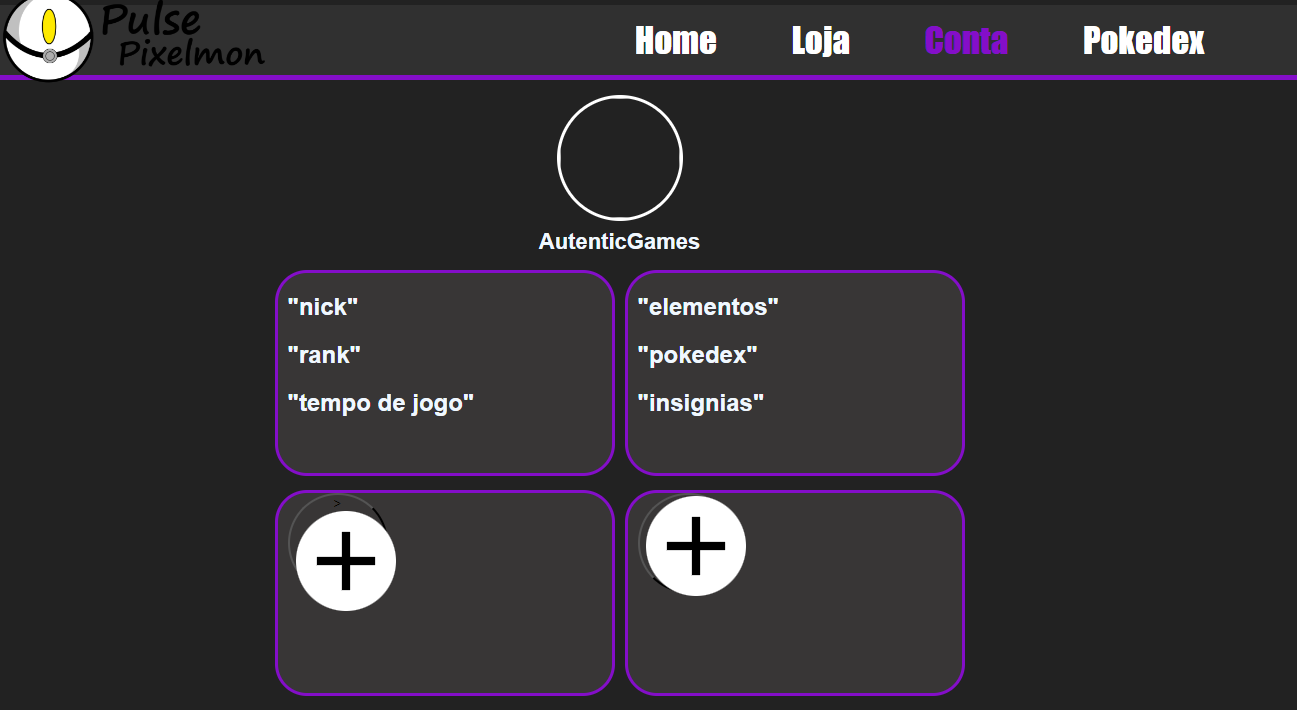 Pulse
Pixelmon
Home Loja Conta Pokedex
AutenticGames
"nick"
"rank"
"tempo de jogo"
"elementos"
"pokedex"
"insignias"
>